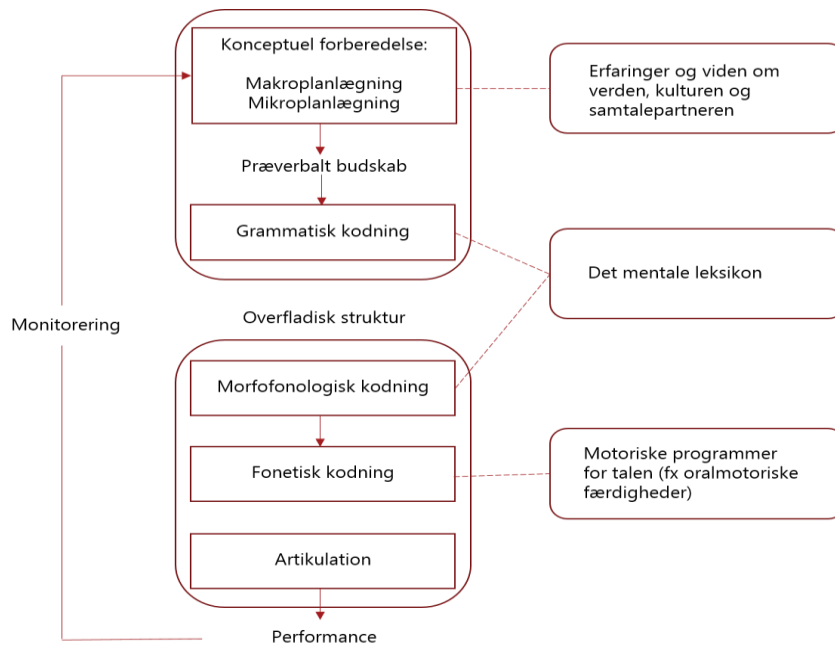 Konceptuel forberedelse:
Makroplanlægning
Mikroplanlægning
Erfaringer og viden om
verden, kulturen og
samtalepartneren
Præverbalt budskab
Grammatisk kodning
Det mentale leksikon
Overfladisk struktur
Monitorering
Morfofonologisk kodning
Fonetisk kodning
Motoriske programmer
for talen (fx oralmotoriske
færdigheder)
Artikulation
Performance